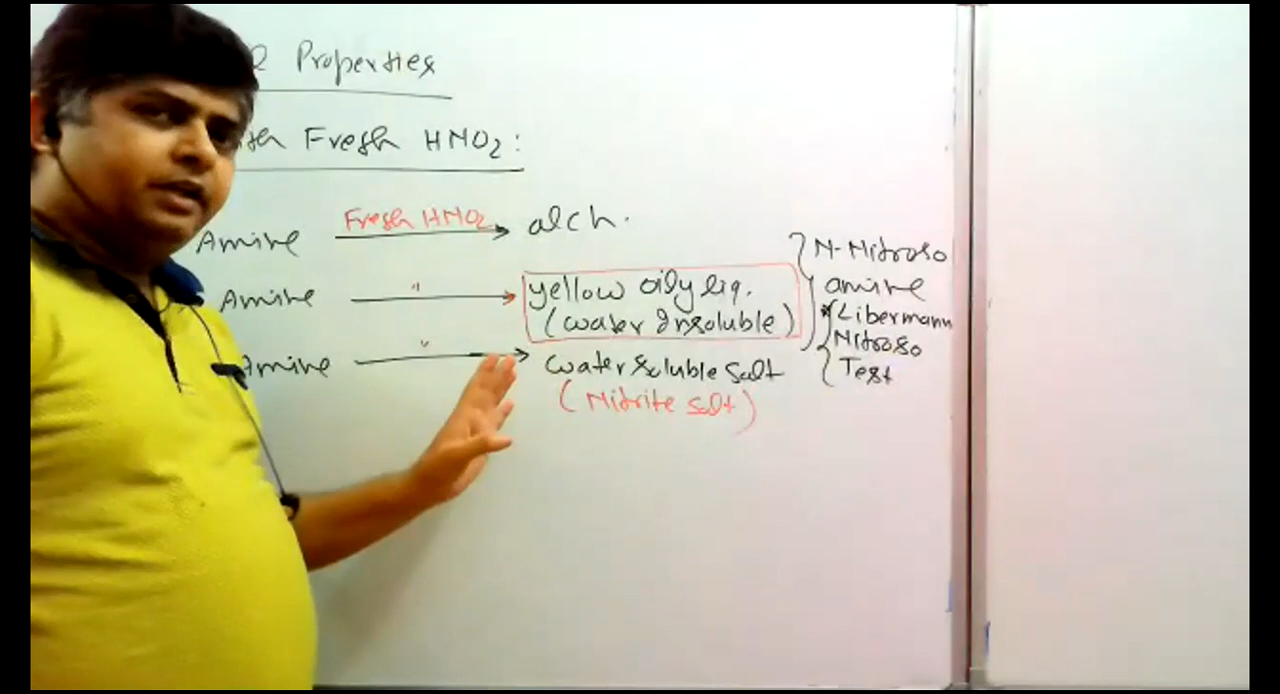 Properties
Fresh HNO2:
Amine Fresh HNO2 alch.
Amine " yellow oily liq.
(water Insoluble)
Amine " water soluble salt
(Nitrite salt)
N-Nitroso
amine
*Libermann
Nitroso
Test